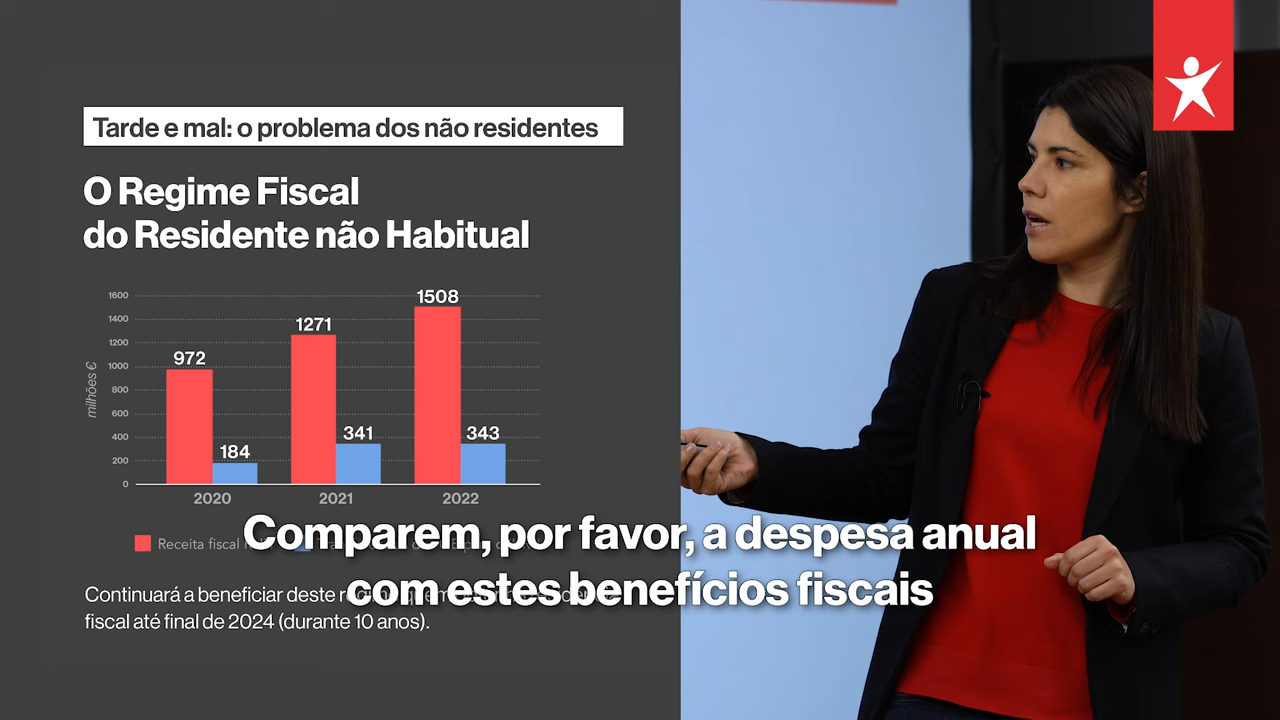 Tarde e mal: o problema dos não residentes
O Regime Fiscal
do Residente não Habitual
1600
1400
1200
1000
800
600
400
200
0
milhões €
972
184
1271
341
1508
343
2020
2021
2022
Receita fiscal
Continuará a beneficiar deste
fiscal até final de 2024 (durante 10 anos).
Comparem, por favor, a despesa anual
com estes benefícios fiscais